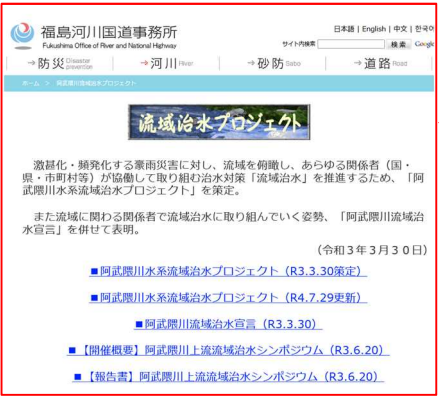 福島河川国道事務所
Fukushima Office of River and National Highway
日本語 | English | 中文 | 한국어
サイト内検索 検索 Google
→防災 Disaster prevention →河川 River →砂防 Sabo →道路 Road
ホーム > 阿武隈川流域治水プロジェクト
流域治水プロジェクト
激甚化・頻発化する豪雨災害に対し、流域を俯瞰し、あらゆる関係者（国・
県・市町村等）が協働して取り組む治水対策「流域治水」を推進するため、「阿
武隈川水系流域治水プロジェクト」を策定。
また流域に関わる関係者で流域治水に取り組んでいく姿勢、「阿武隈川流域治
水宣言」を併せて表明。
（令和３年３月３０日）
■阿武隈川水系流域治水プロジェクト（R3.3.30策定）
■阿武隈川水系流域治水プロジェクト（R4.7.29更新）
■阿武隈川流域治水宣言（R3.3.30）
■【開催概要】阿武隈川上流流域治水シンポジウム（R3.6.20）
■【報告書】阿武隈川上流流域治水シンポジウム（R3.6.20）